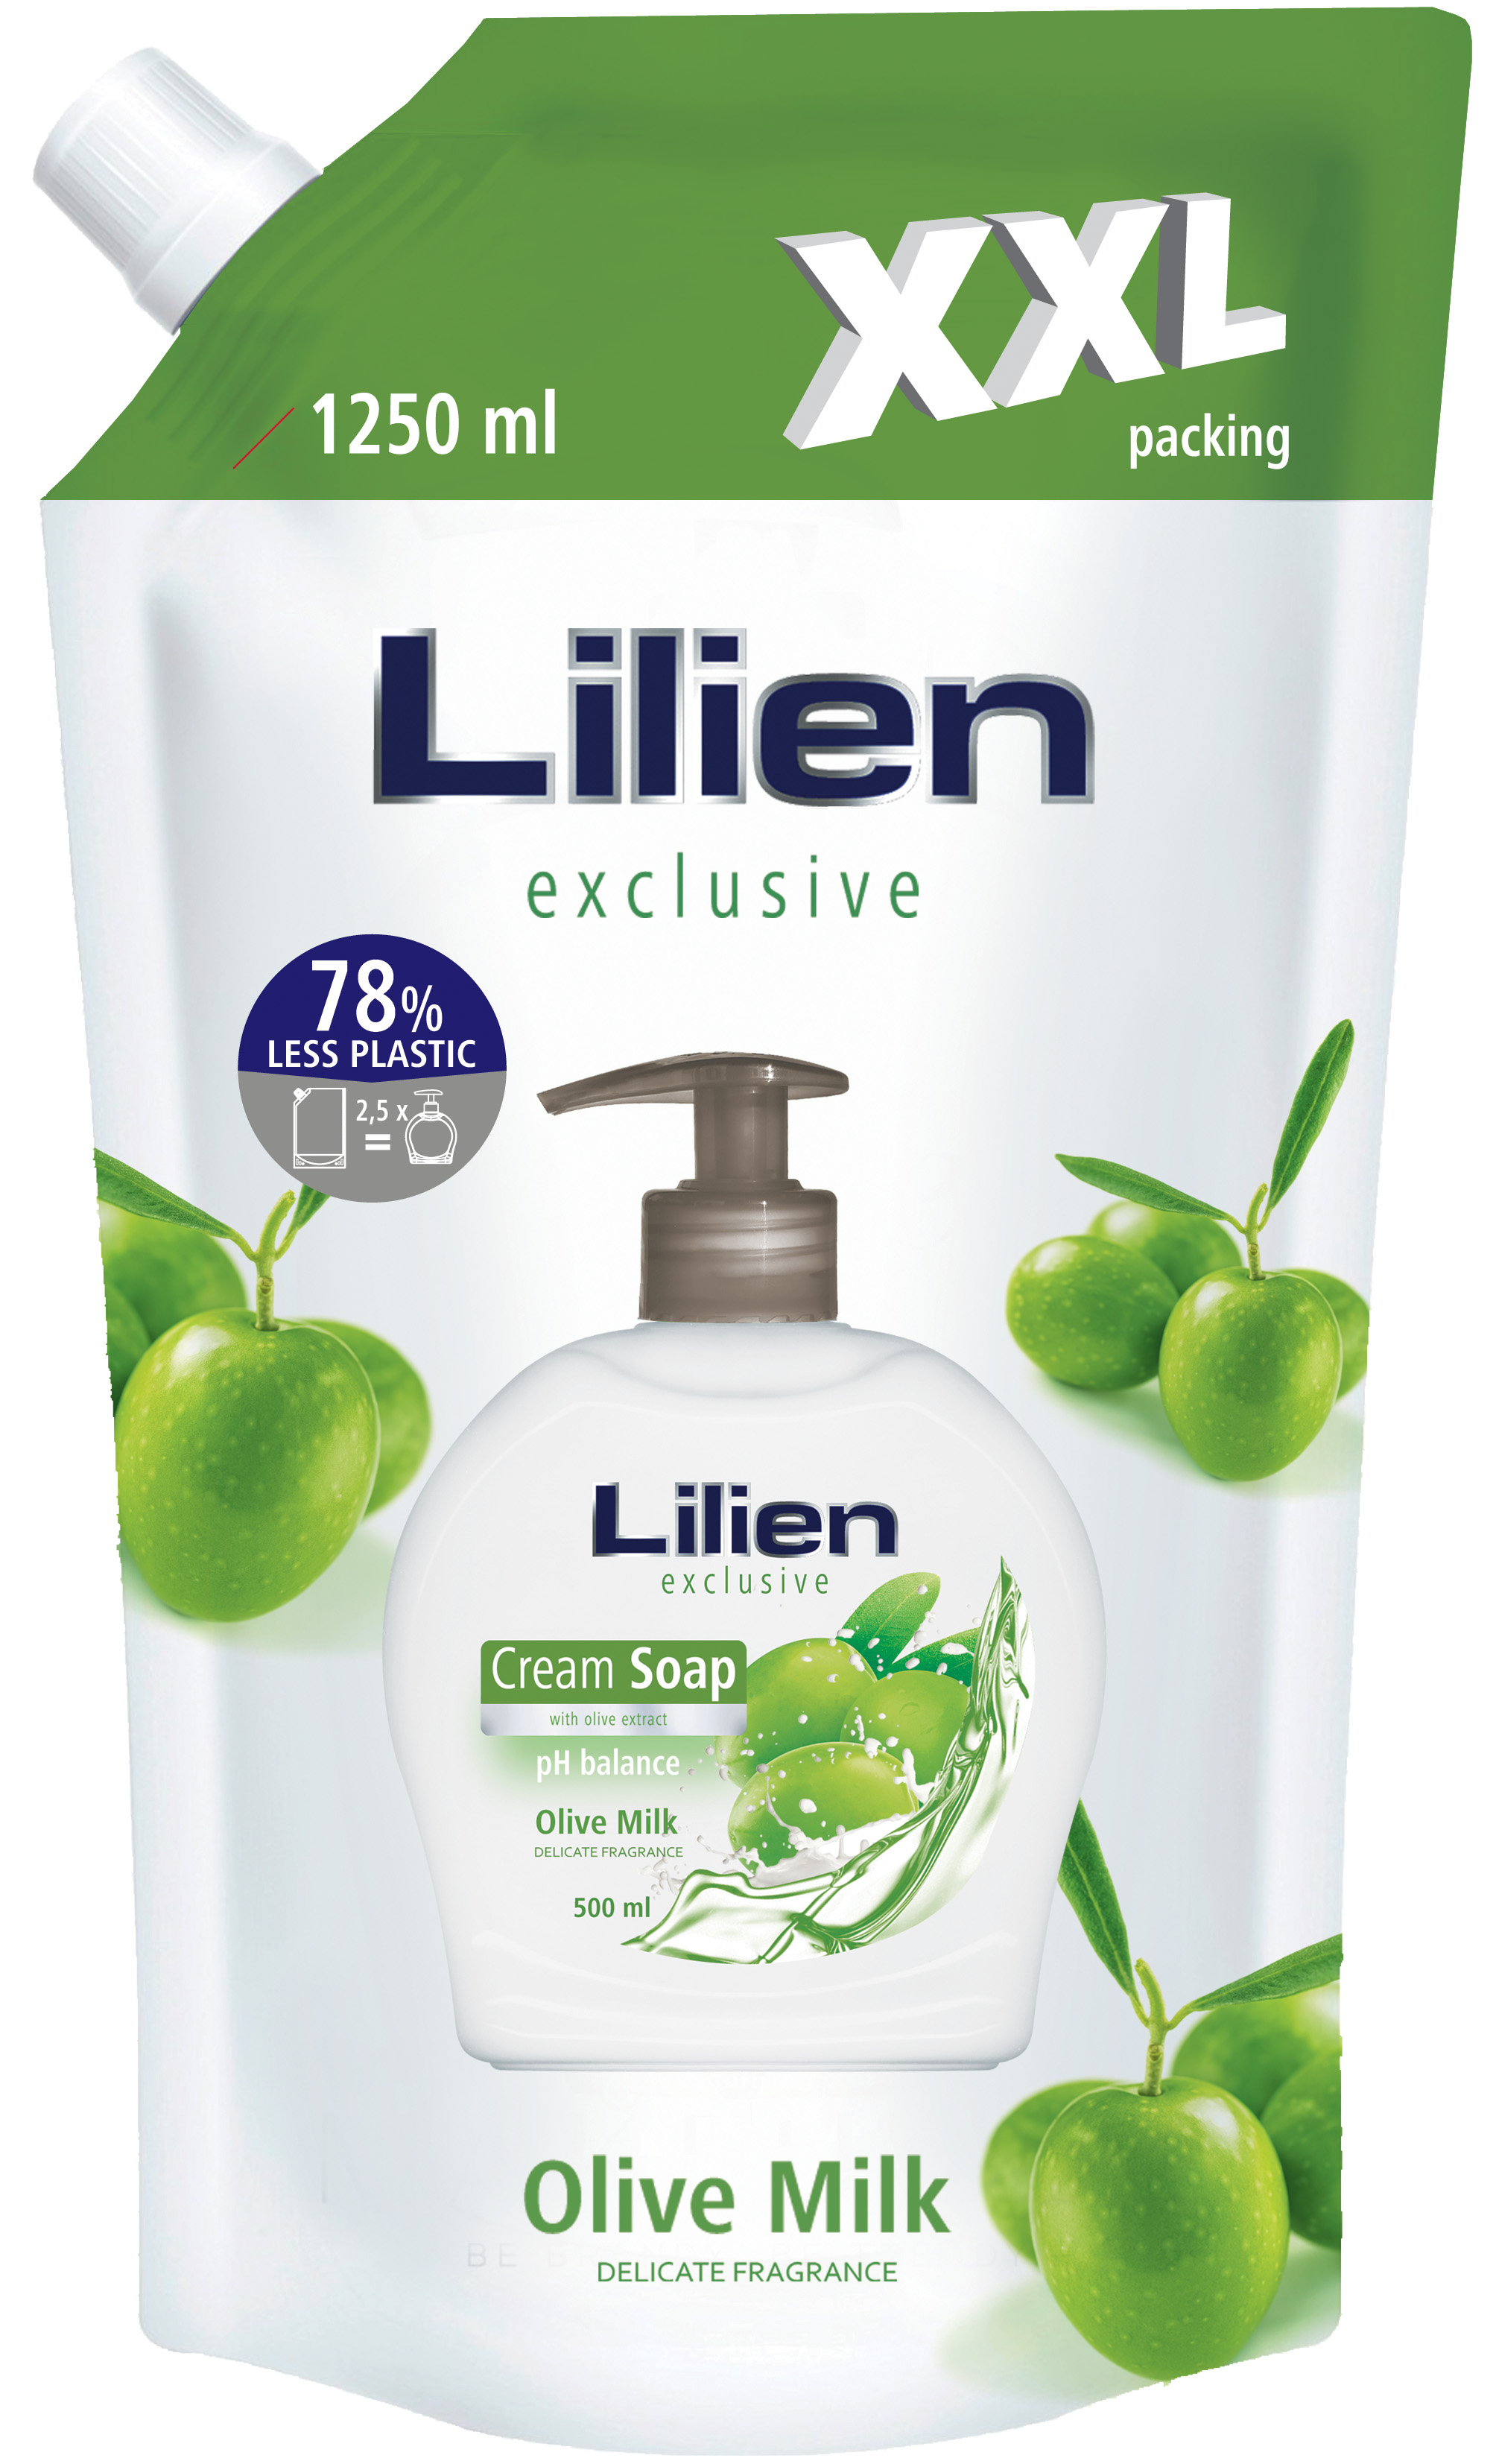 XXL
1250 ml
packing
Lilien
exclusive
78%
LESS PLASTIC
2,5 x
=
Lilien
exclusive
Cream Soap
with olive extract
pH balance
Olive Milk
DELICATE FRAGRANCE
500 ml
Olive Milk
DELICATE FRAGRANCE